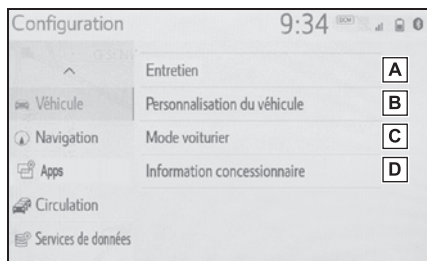 Configuration 9:34 DCM
Entretien A
Véhicule Personnalisation du véhicule B
Navigation Mode voiturier C
Apps Information concessionnaire D
Circulation
Services de données